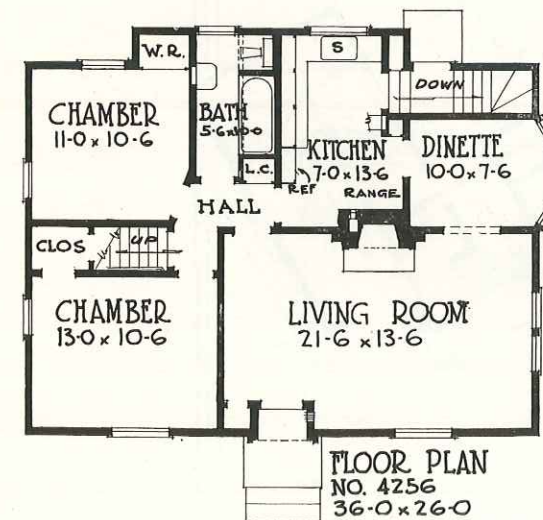 W.R.
S
CHAMBER
11-0 x 10-6
BATH
5-6 x 10-0
DOWN
KITCHEN
7-0 x 13-6
DINETTE
10-0 x 7-6
L.C.
REF
RANGE
HALL
CLOS
UP
CHAMBER
13-0 x 10-6
LIVING ROOM
21-6 x 13-6
FLOOR PLAN
NO. 4256
36-0 x 26-0